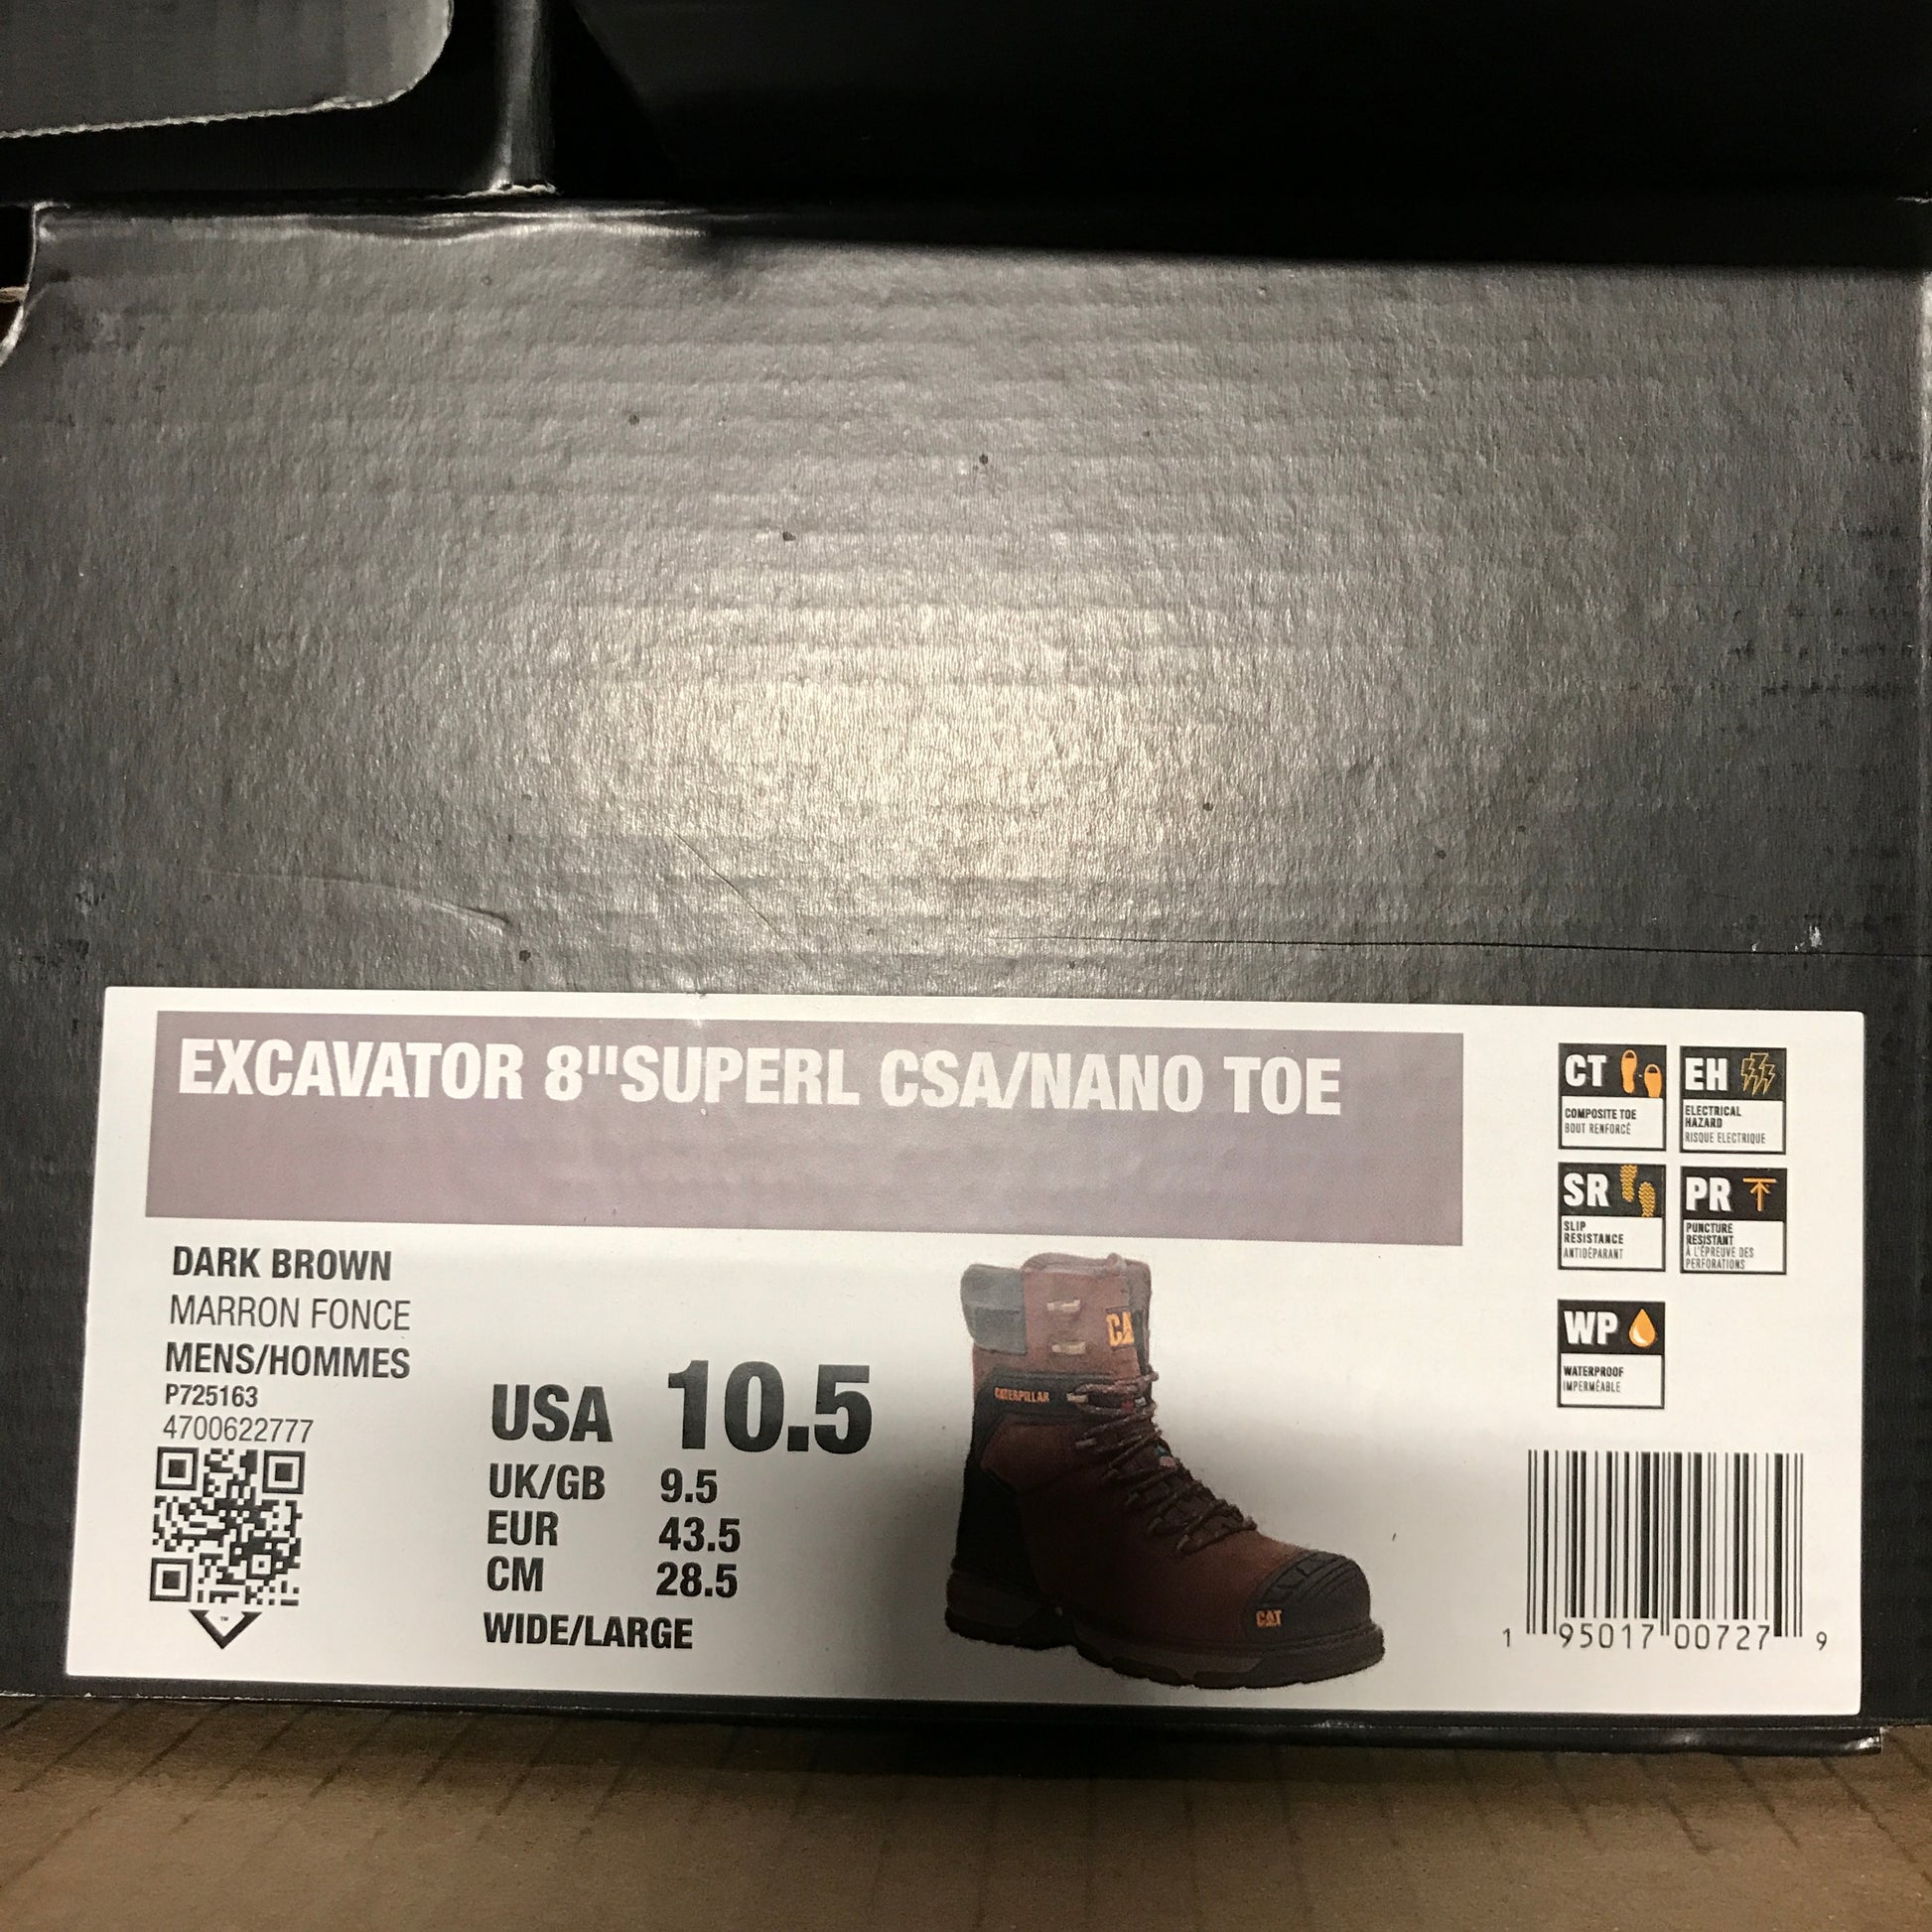 EXCAVATOR 8"SUPERL CSA/NANO TOE
DARK BROWN
MARRON FONCE
MENS/HOMMES
P725163
4700622777
USA 10.5
UK/GB 9.5
EUR 43.5
CM 28.5
WIDE/LARGE
CAT
CATERPILLAR
CAT
CT
COMPOSITE TOE
BOUT RENFORCÉ
EH
ELECTRICAL
HAZARD
RISQUE ELECTRIQUE
SR
SLIP
RESISTANCE
ANTIDÉPARANT
PR
PUNCTURE
RESISTANT
À L'ÉPREUVE DES
PERFORATIONS
WP
WATERPROOF
IMPERMÉABLE
1 95017 00727 9
TM